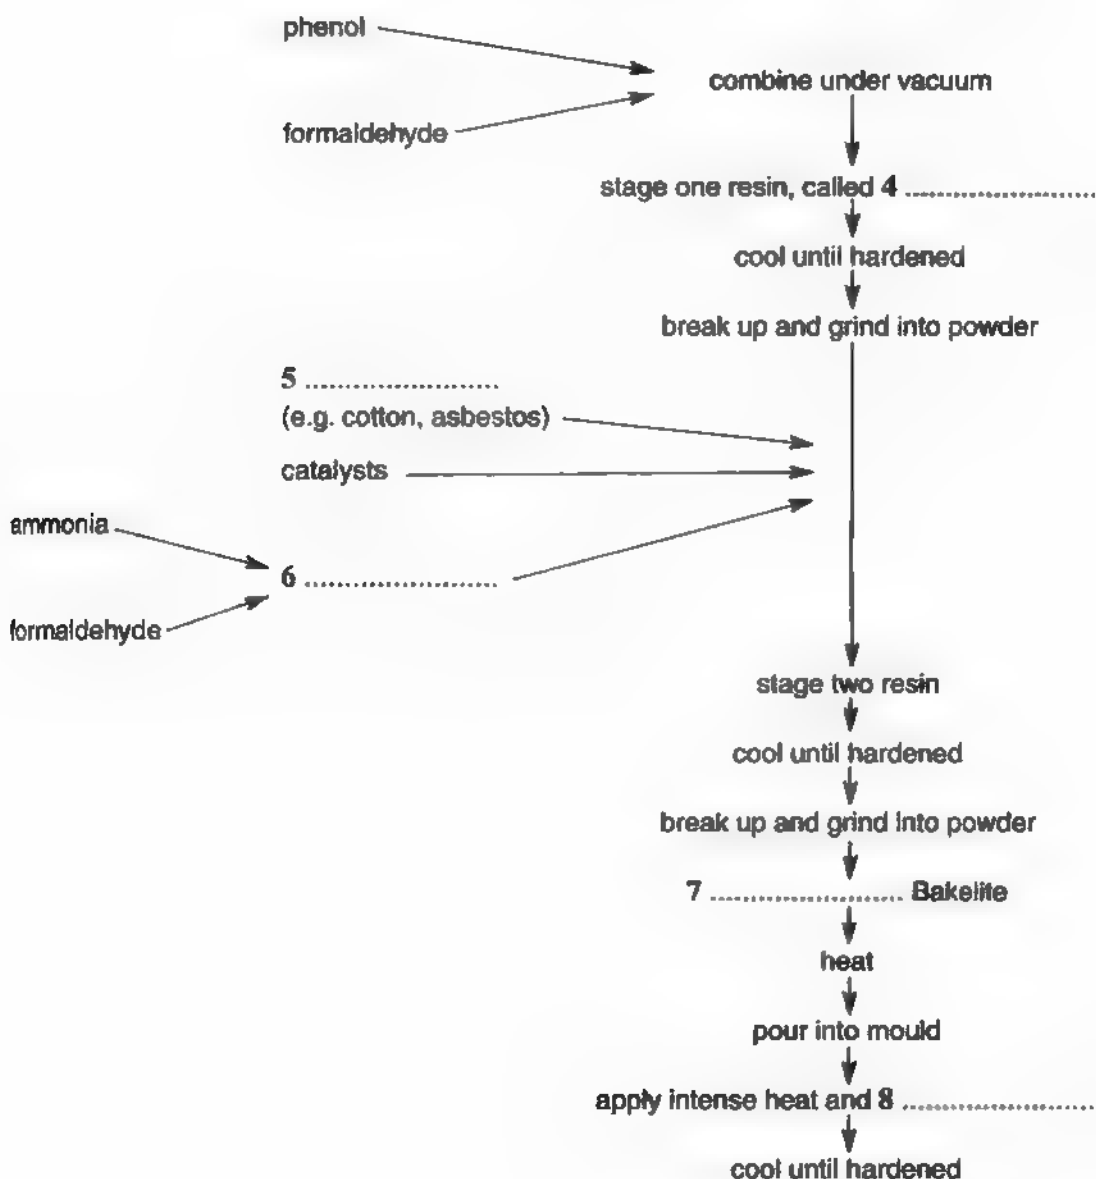 phenol
combine under vacuum
formaldehyde
stage one resin, called 4 ........................
cool until hardened
break up and grind into powder
5 ........................
(e.g. cotton, asbestos)
catalysts
ammonia
6 ........................
formaldehyde
stage two resin
cool until hardened
break up and grind into powder
7 ........................ Bakelite
heat
pour into mould
apply intense heat and 8 ........................
cool until hardened